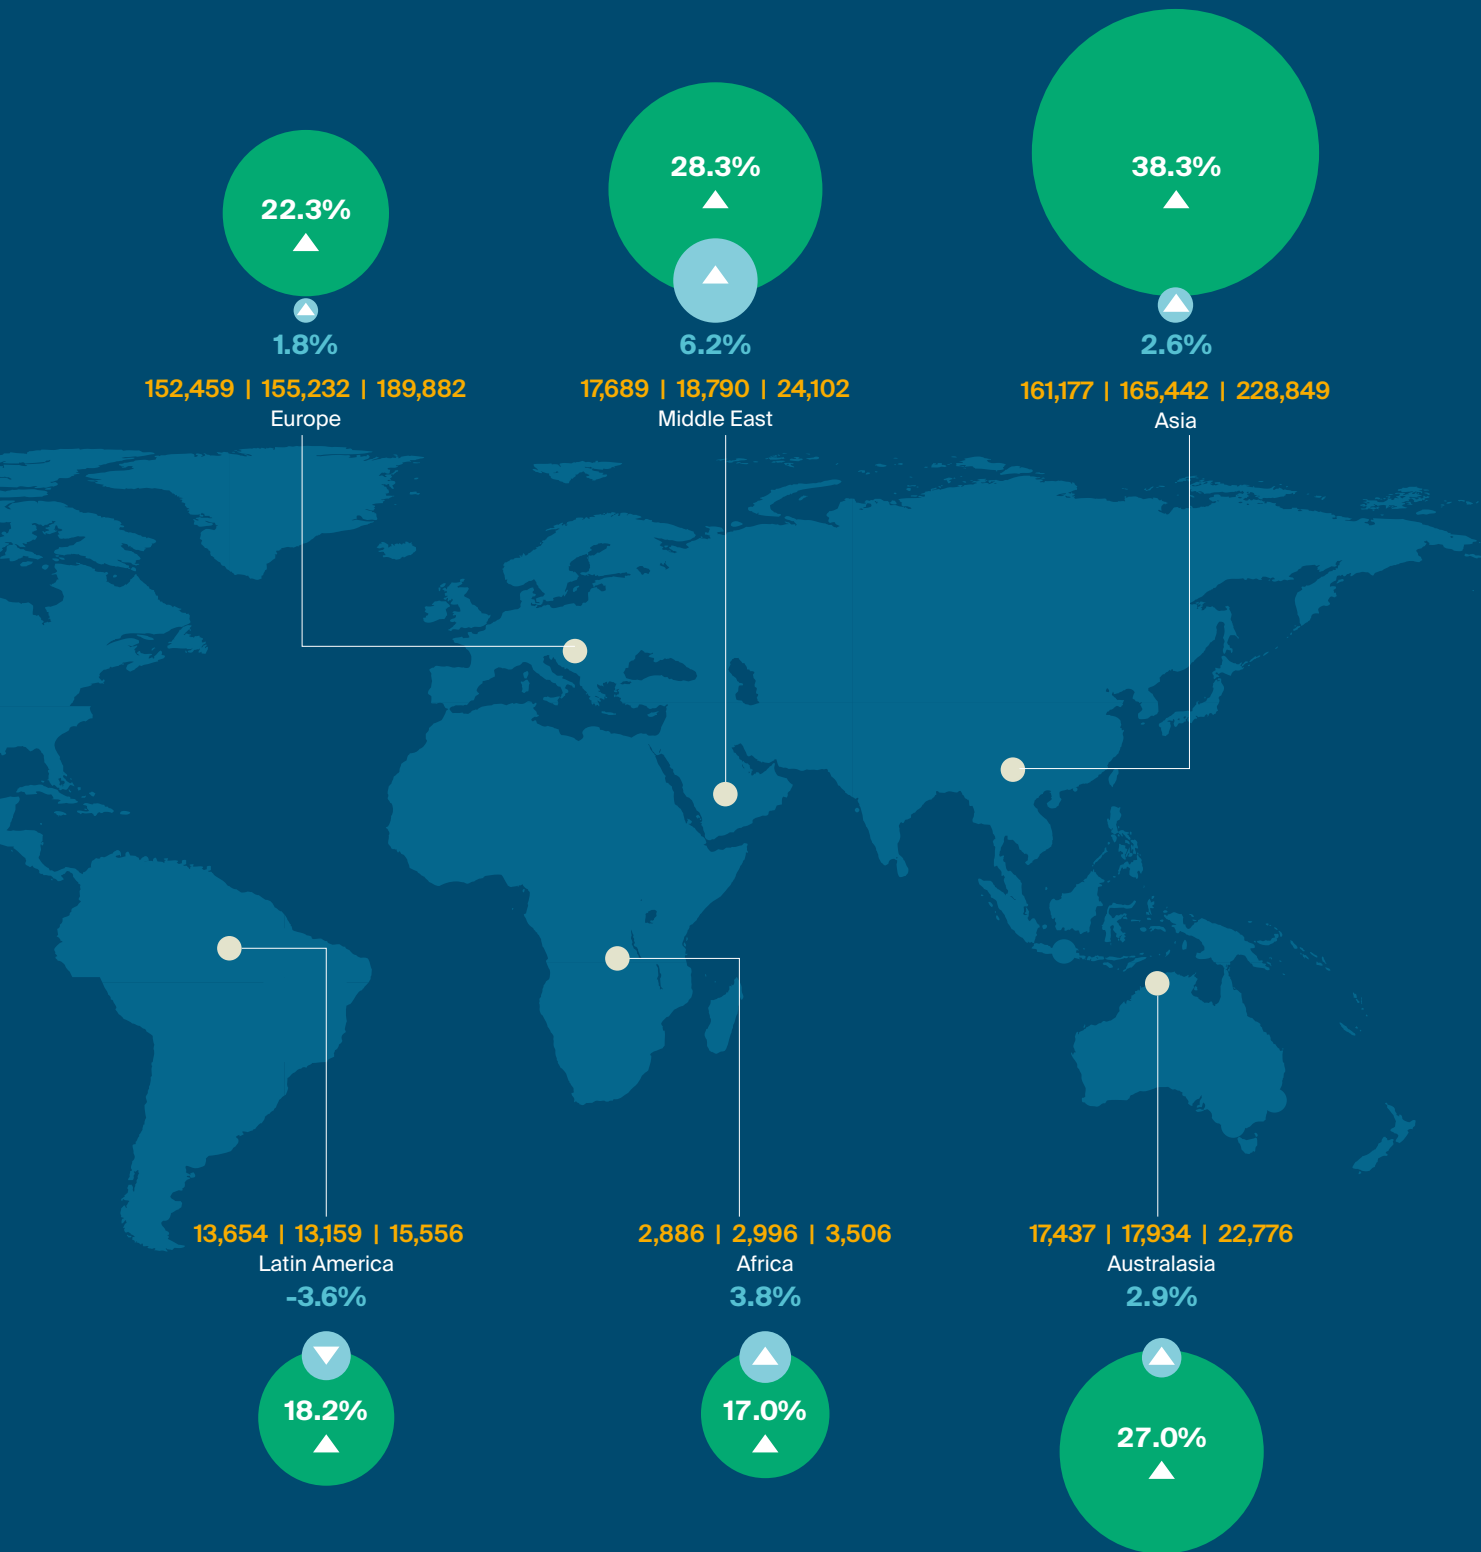 22.3%
1.8%
152,459 | 155,232 | 189,882
Europe
28.3%
6.2%
17,689 | 18,790 | 24,102
Middle East
38.3%
2.6%
161,177 | 165,442 | 228,849
Asia
13,654 | 13,159 | 15,556
Latin America
-3.6%
18.2%
2,886 | 2,996 | 3,506
Africa
3.8%
17.0%
17,437 | 17,934 | 22,776
Australasia
2.9%
27.0%